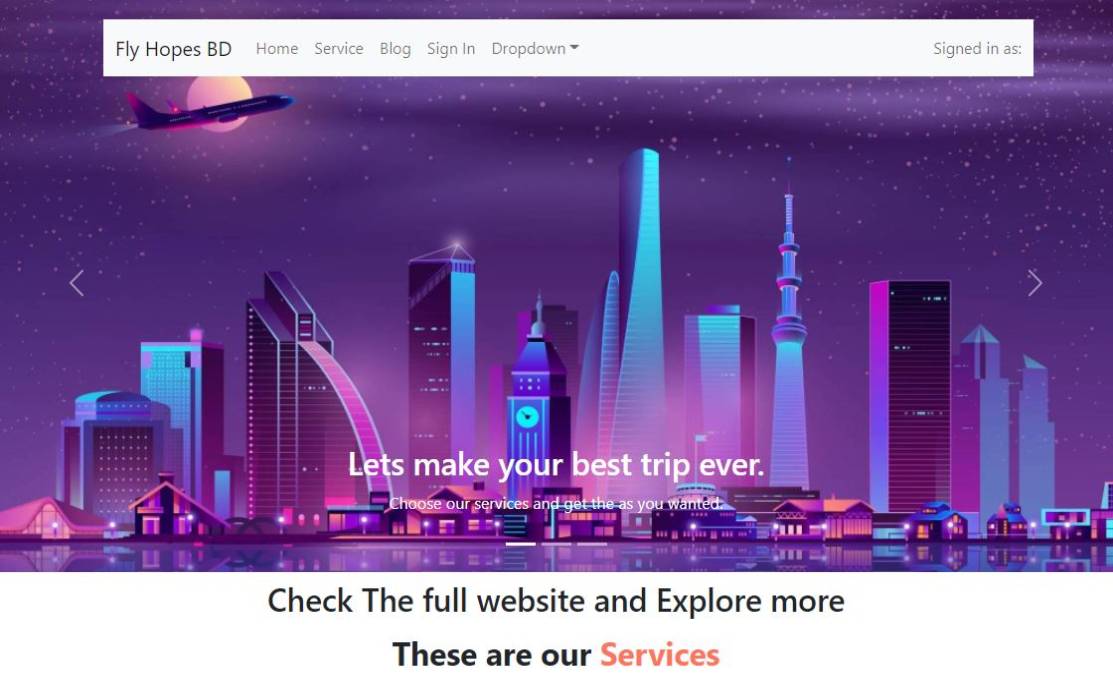 Fly Hopes BD Home Service Blog Sign In Dropdown Signed in as:
Lets make your best trip ever.
Choose our services and get the as you wanted.
Check The full website and Explore more
These are our Services